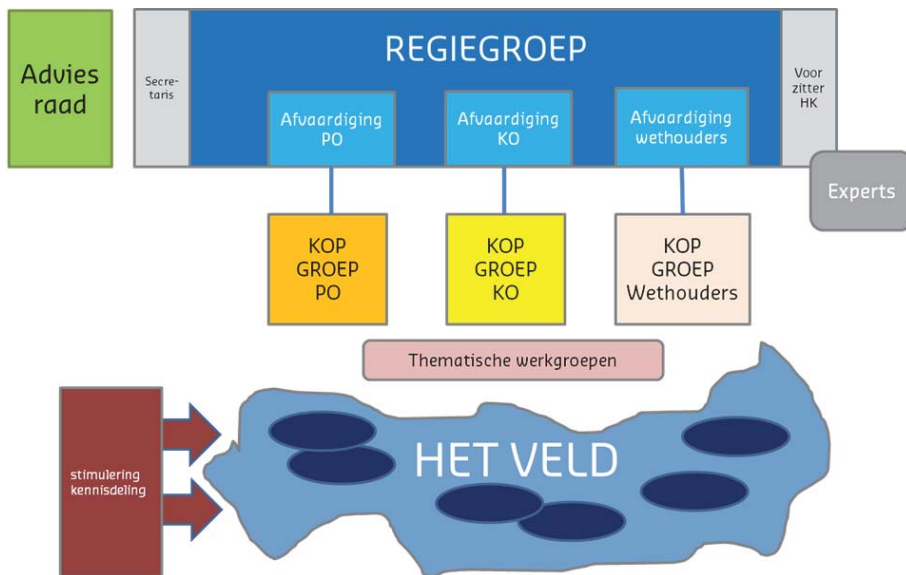 Advies
raad
Secre-
taris
REGIEGROEP
Voor
zitter
HK
Afvaardiging
PO
Afvaardiging
KO
Afvaardiging
wethouders
Experts
KOP
GROEP
PO
KOP
GROEP
KO
KOP
GROEP
Wethouders
Thematische werkgroepen
stimulering
kennisdeling
HET VELD